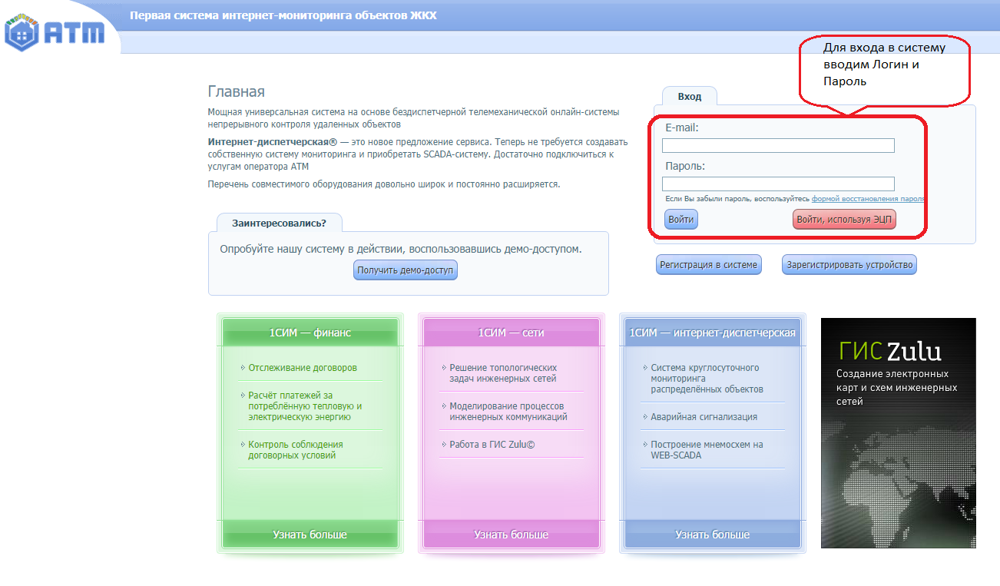 АТМ
Первая система интернет-мониторинга объектов ЖКХ
Для входа в систему
вводим Логин и
Пароль
Главная
Мощная универсальная система на основе бездиспетчерной телемеханической онлайн-системы
непрерывного контроля удаленных объектов
Интернет-диспетчерская® — это новое предложение сервиса. Теперь не требуется создавать
собственную систему мониторинга и приобретать SCADA-систему. Достаточно подключиться к
услугам оператора АТМ
Перечень совместимого оборудования довольно широк и постоянно расширяется.
Вход
E-mail:
Пароль:
Если Вы забыли пароль, воспользуйтесь формой восстановления пароля
Войти
Войти, используя ЭЦП
Регистрация в системе
Зарегистрировать устройство
Заинтересовались?
Опробуйте нашу систему в действии, воспользовавшись демо-доступом.
Получить демо-доступ
1СИМ — финанс
Отслеживание договоров
Расчёт платежей за
потреблённую тепловую и
электрическую энергию
Контроль соблюдения
договорных условий
Узнать больше
1СИМ — сети
Решение топологических
задач инженерных сетей
Моделирование процессов
инженерных коммуникаций
Работа в ГИС Zulu©
Узнать больше
1СИМ — интернет-диспетчерская
Система круглосуточного
мониторинга
распределённых объектов
Аварийная сигнализация
Построение мнемосхем на
WEB-SCADA
Узнать больше
ГИС Zulu
Создание электронных
карт и схем инженерных
сетей